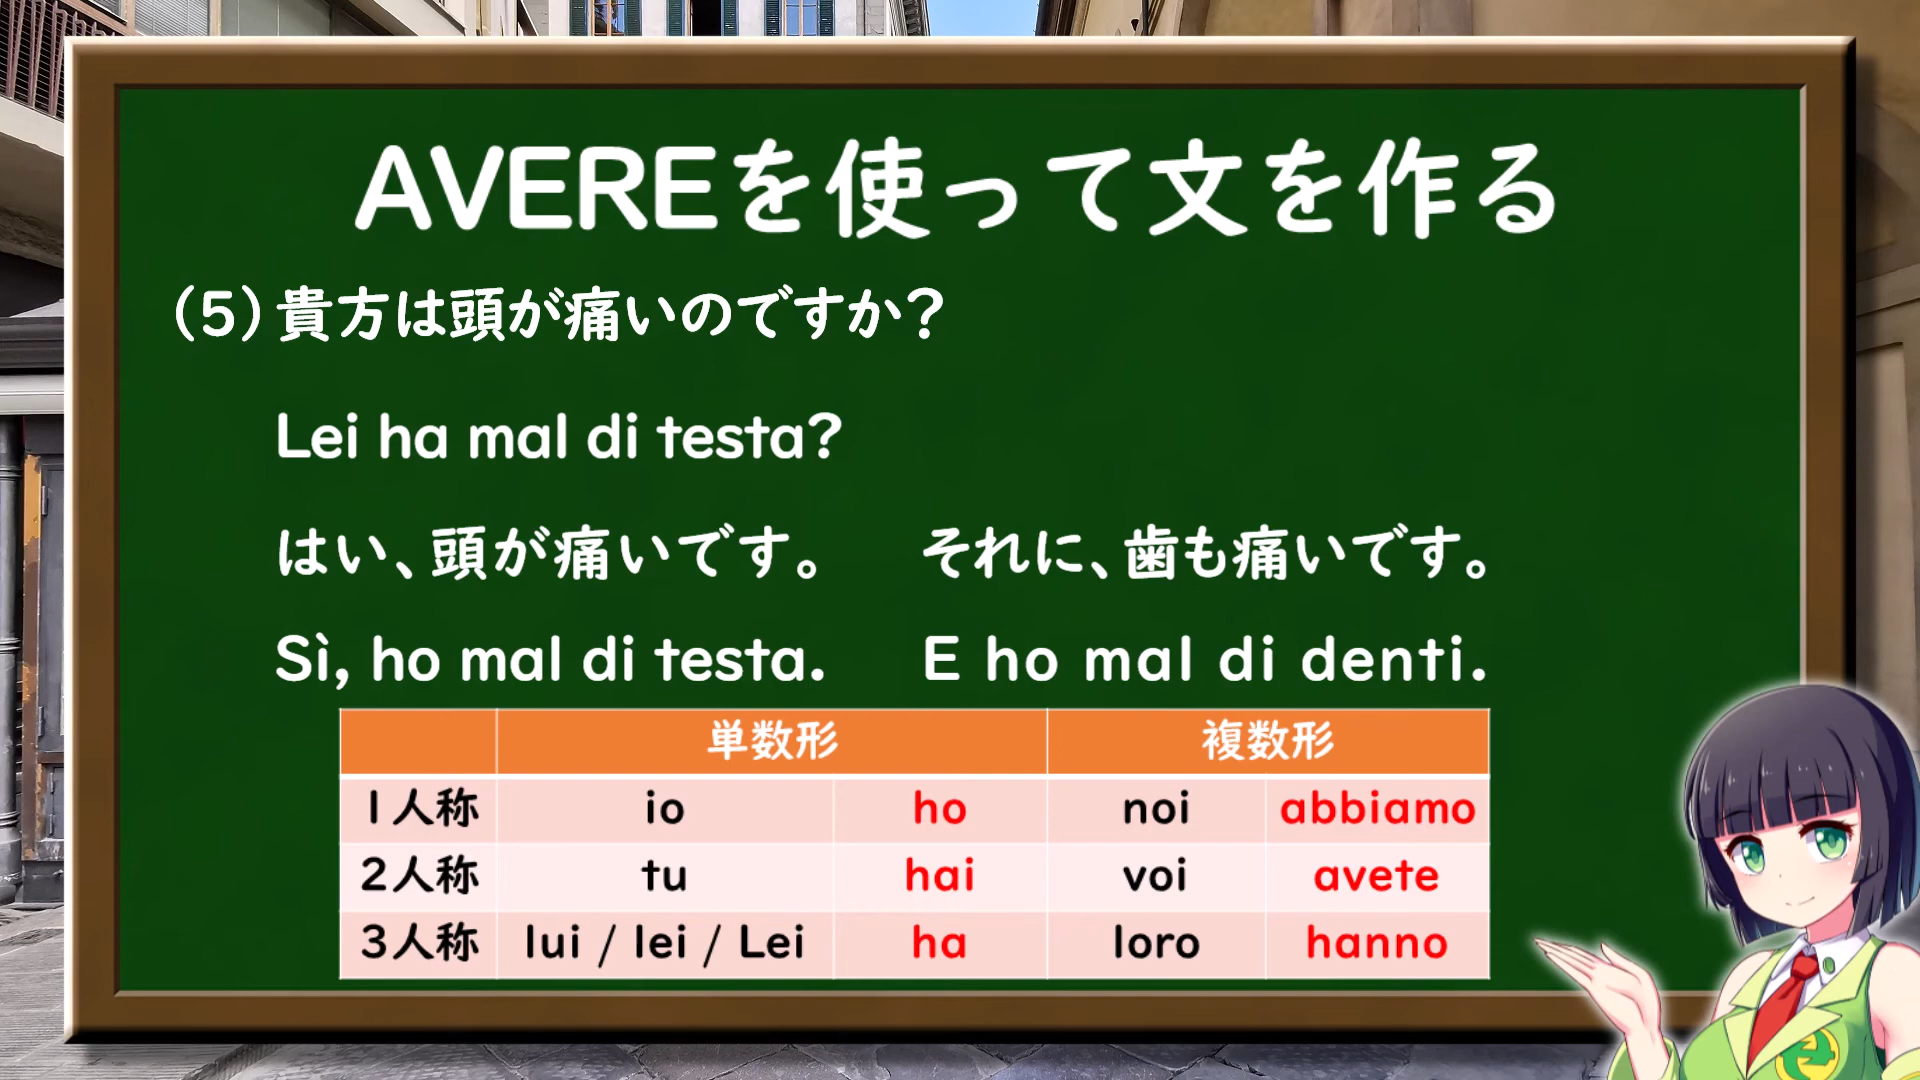 AVEREを使って文を作る
（5）貴方は頭が痛いのですか？
Lei ha mal di testa?
はい、頭が痛いです。 それに、歯も痛いです。
Sì, ho mal di testa. E ho mal di denti.
単数形 複数形
1人称 io ho noi abbiamo
2人称 tu hai voi avete
3人称 lui / lei / Lei ha loro hanno